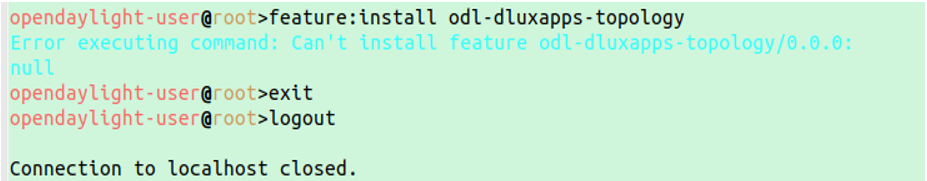 opendaylight-user@root>feature:install odl-dluxapps-topology
Error executing command: Can't install feature odl-dluxapps-topology/0.0.0:
null
opendaylight-user@root>exit
opendaylight-user@root>logout
Connection to localhost closed.